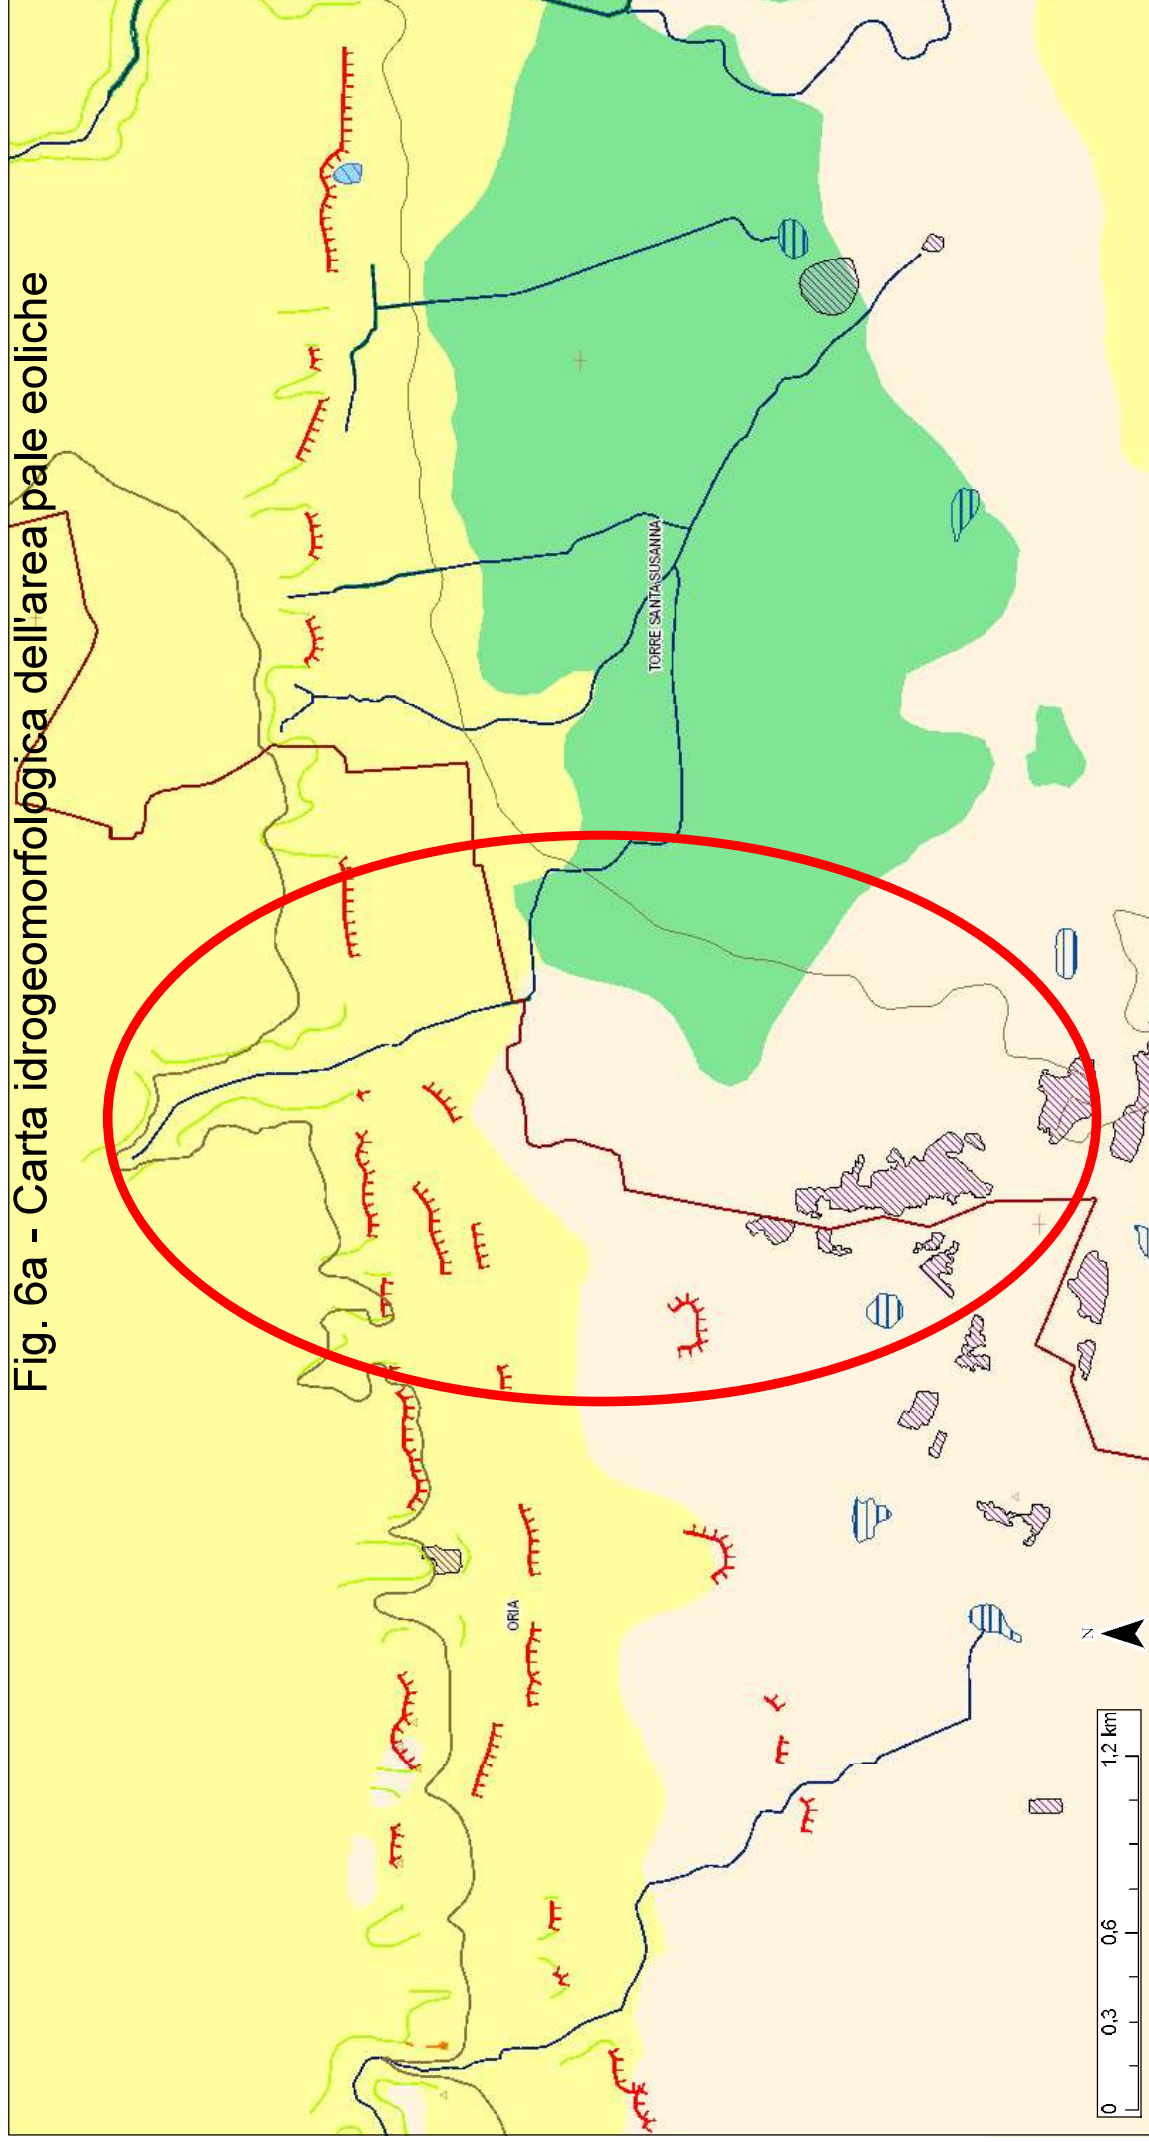 Fig. 6a - Carta idrogeomorfologica dell'area pale eoliche
TORRE SANTA SUSANNA
ORIA
N
0 0,3 0,6 1,2 km